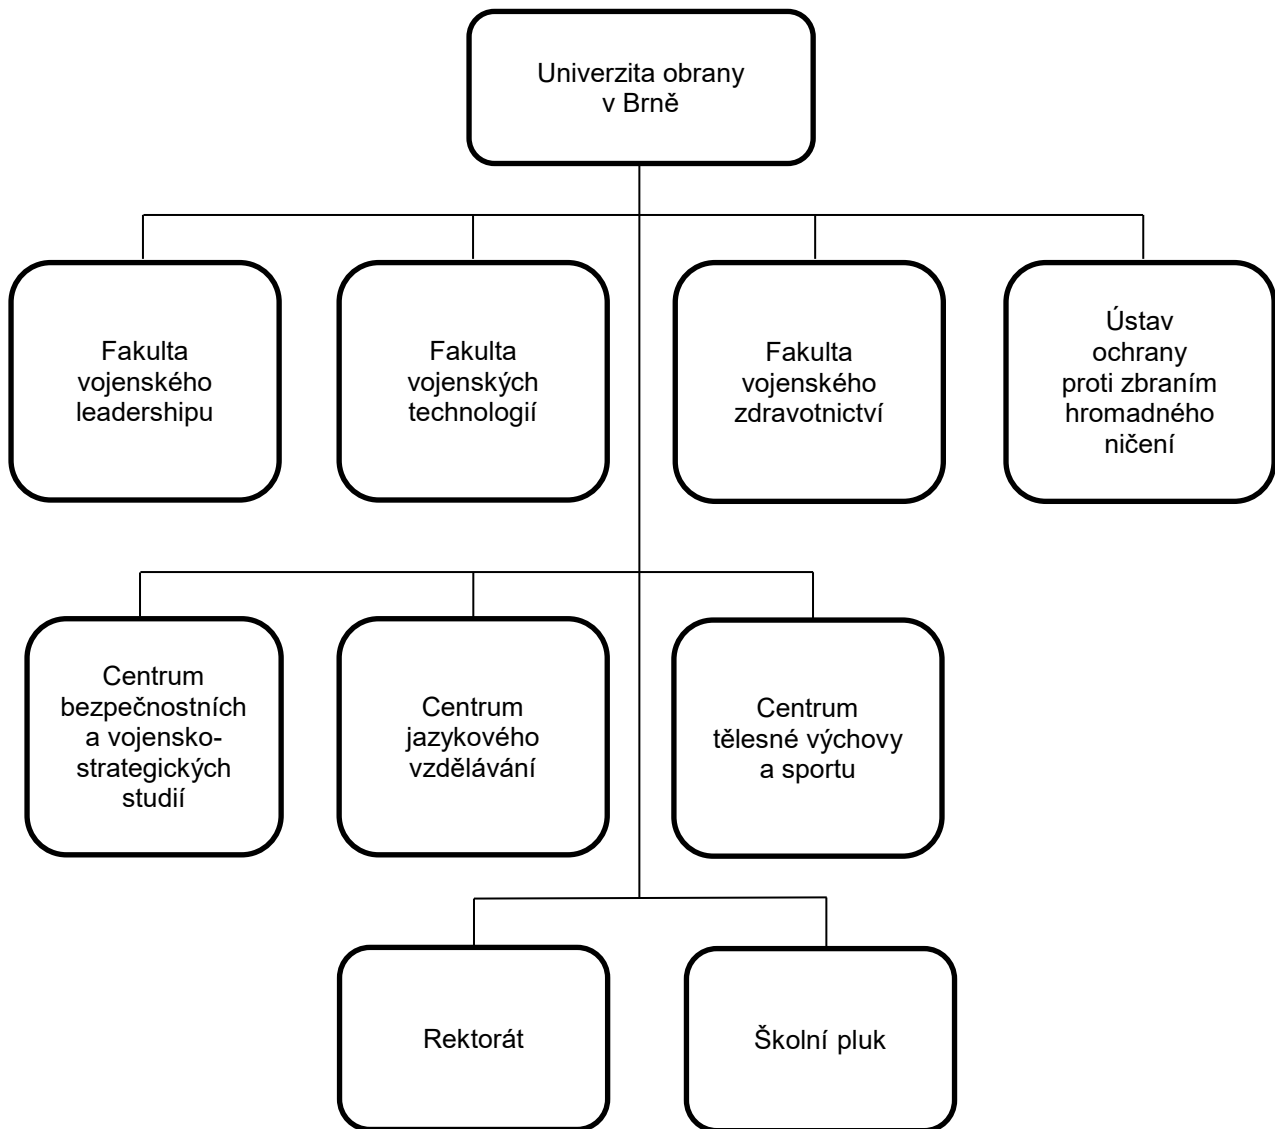 Univerzita obrany
v Brně
Fakulta
vojenského
leadershipu
Fakulta
vojenských
technologií
Fakulta
vojenského
zdravotnictví
Ústav
ochrany
proti zbraním
hromadného
ničení
Centrum
bezpečnostních
a vojensko-
strategických
studií
Centrum
jazykového
vzdělávání
Centrum
tělesné výchovy
a sportu
Rektorát
Školní pluk